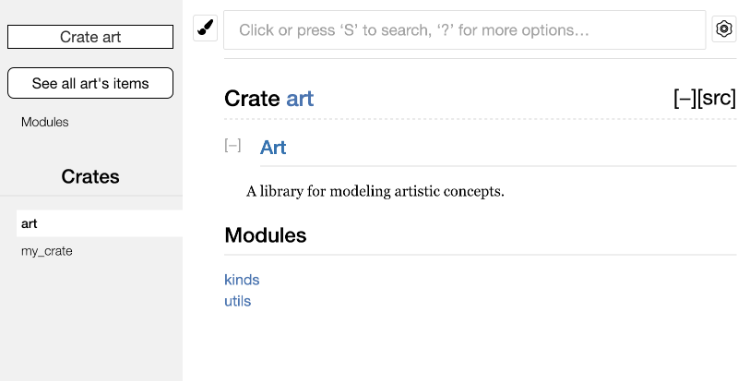 Crate art
See all art's items
Modules
Crates
art
my_crate
Click or press ‘S’ to search, ‘?’ for more options…
Crate art
[−][src]
[−] Art
A library for modeling artistic concepts.
Modules
kinds
utils